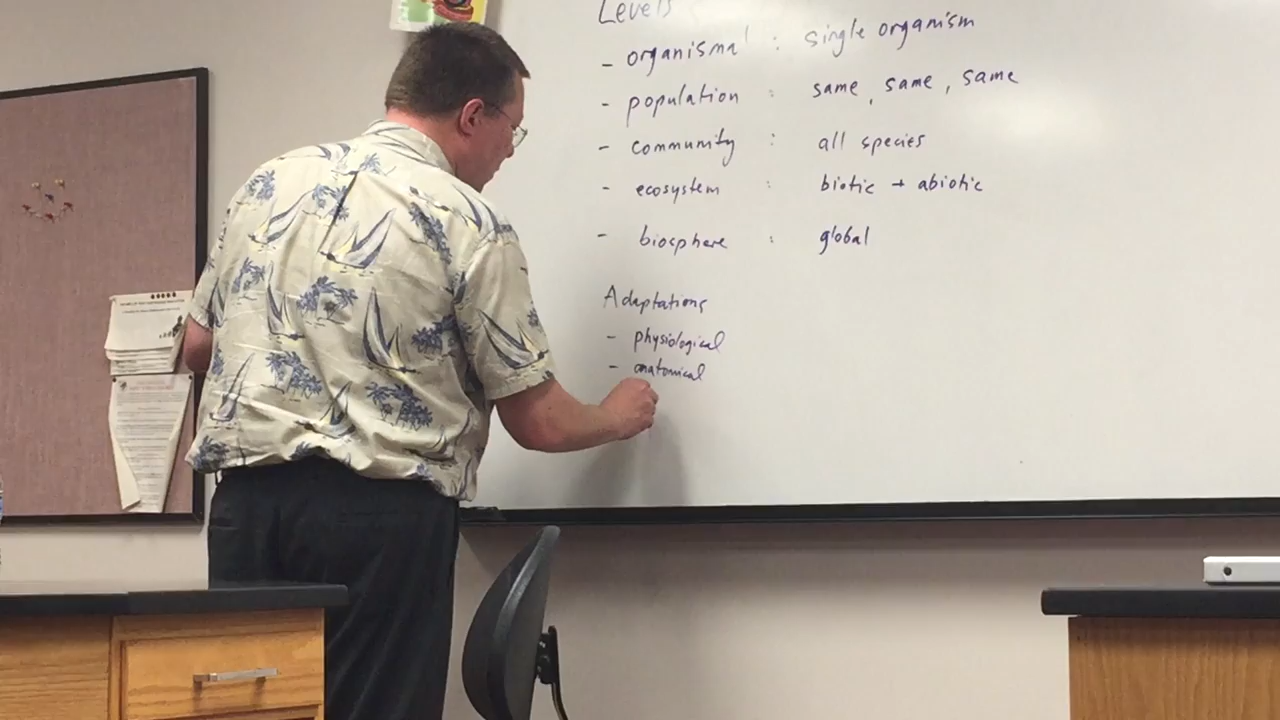 Levels
- organismal : single organism
- population : same, same, same
- community : all species
- ecosystem : biotic + abiotic
- biosphere : global
Adaptations
- physiological
- anatomical